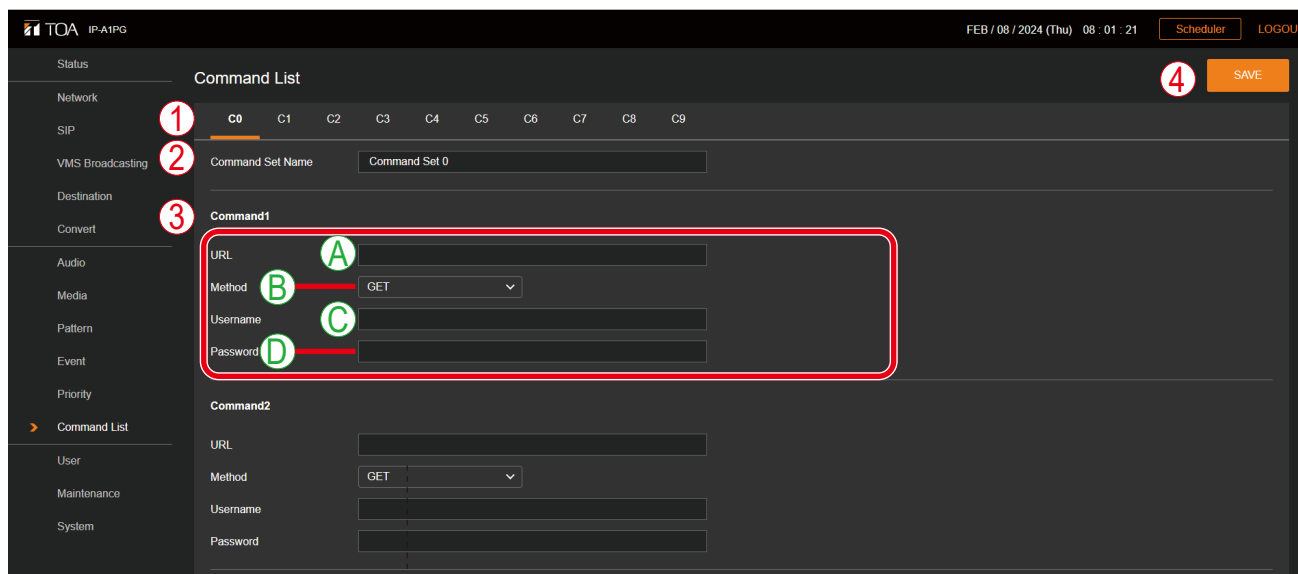 TOA IP-A1PG FEB / 08 / 2024 (Thu) 08 : 01 : 21 Scheduler LOGOU
Status
Network
SIP
VMS Broadcasting
Destination
Convert
Audio
Media
Pattern
Event
Priority
Command List
User
Maintenance
System
Command List 4 SAVE
1 C0 C1 C2 C3 C4 C5 C6 C7 C8 C9
2 Command Set Name Command Set 0
3 Command1
URL A
Method B GET
Username C
Password D
Command2
URL
Method GET
Username
Password